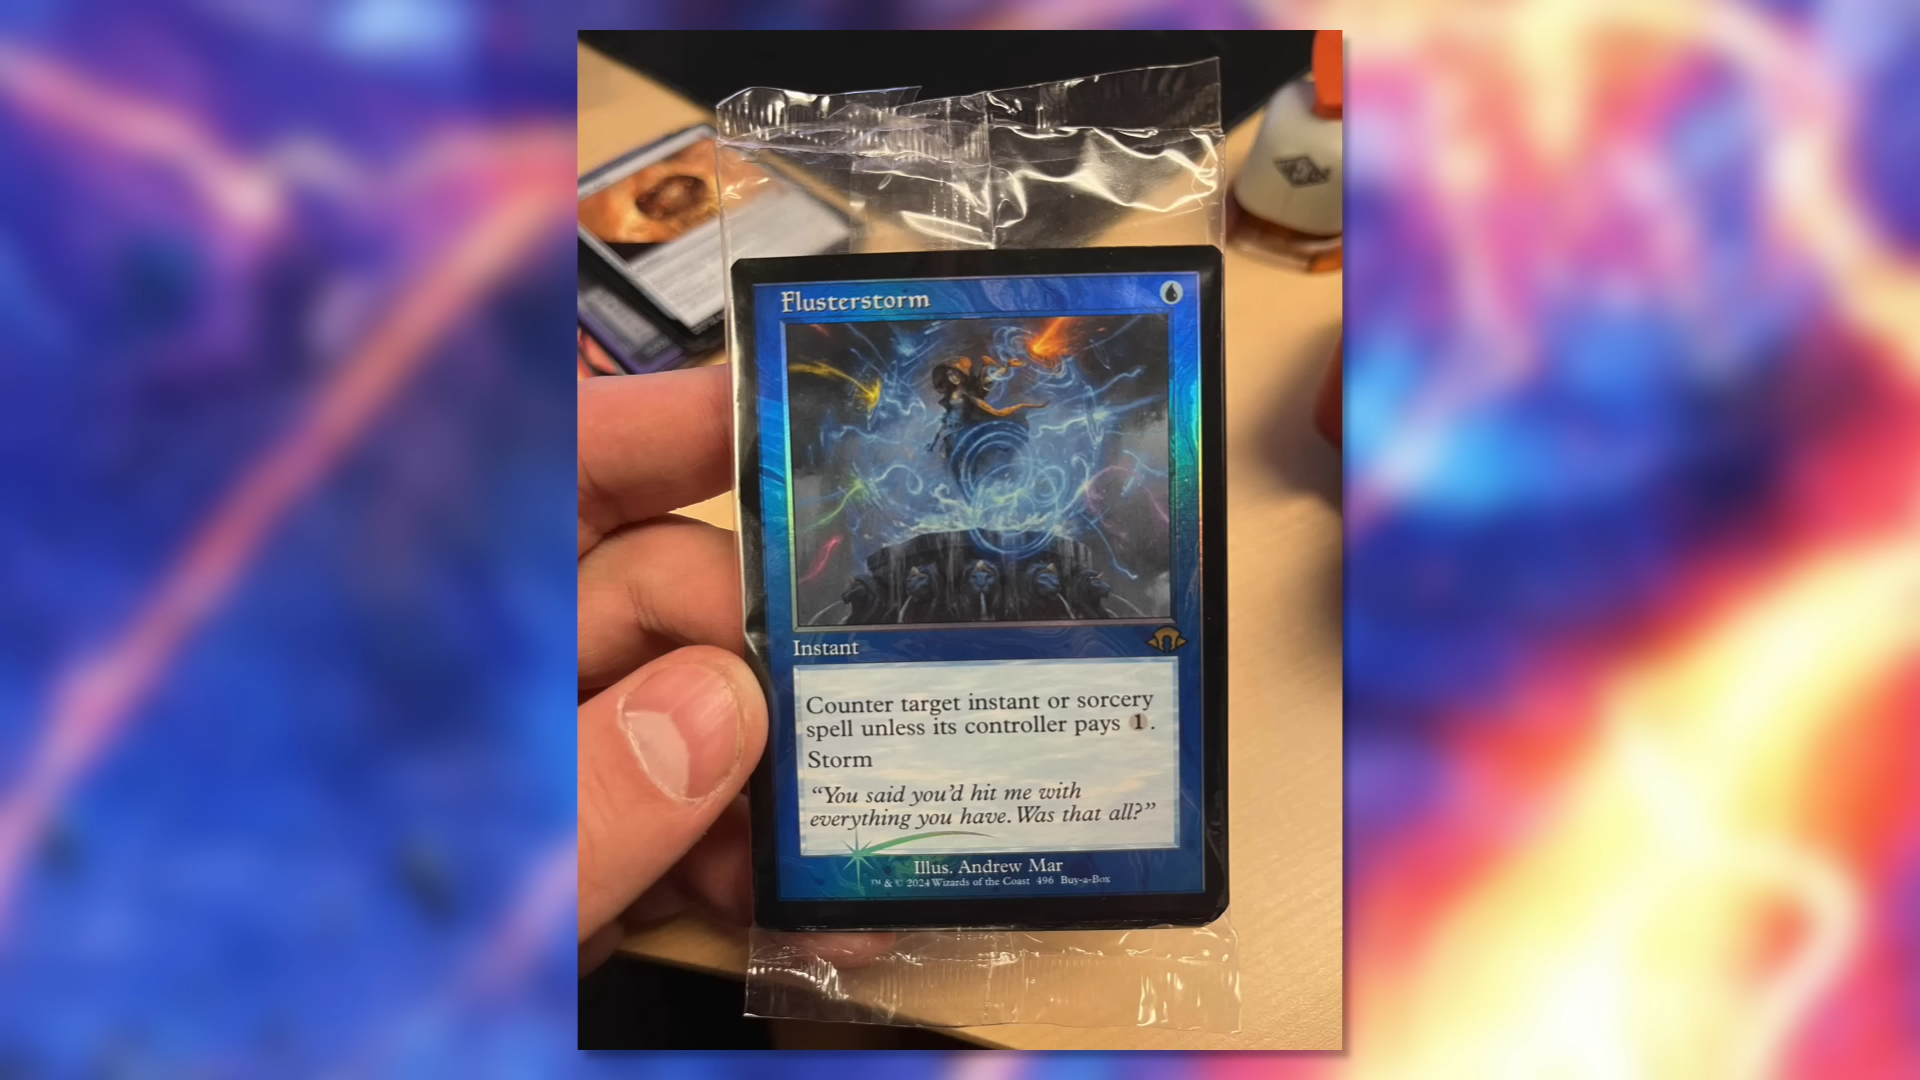 Flusterstorm
Instant
Counter target instant or sorcery
spell unless its controller pays 1.
Storm
“You said you’d hit me with
everything you have. Was that all?”
Illus. Andrew Mar
™ & © 2024 Wizards of the Coast 496 Buy-a-Box